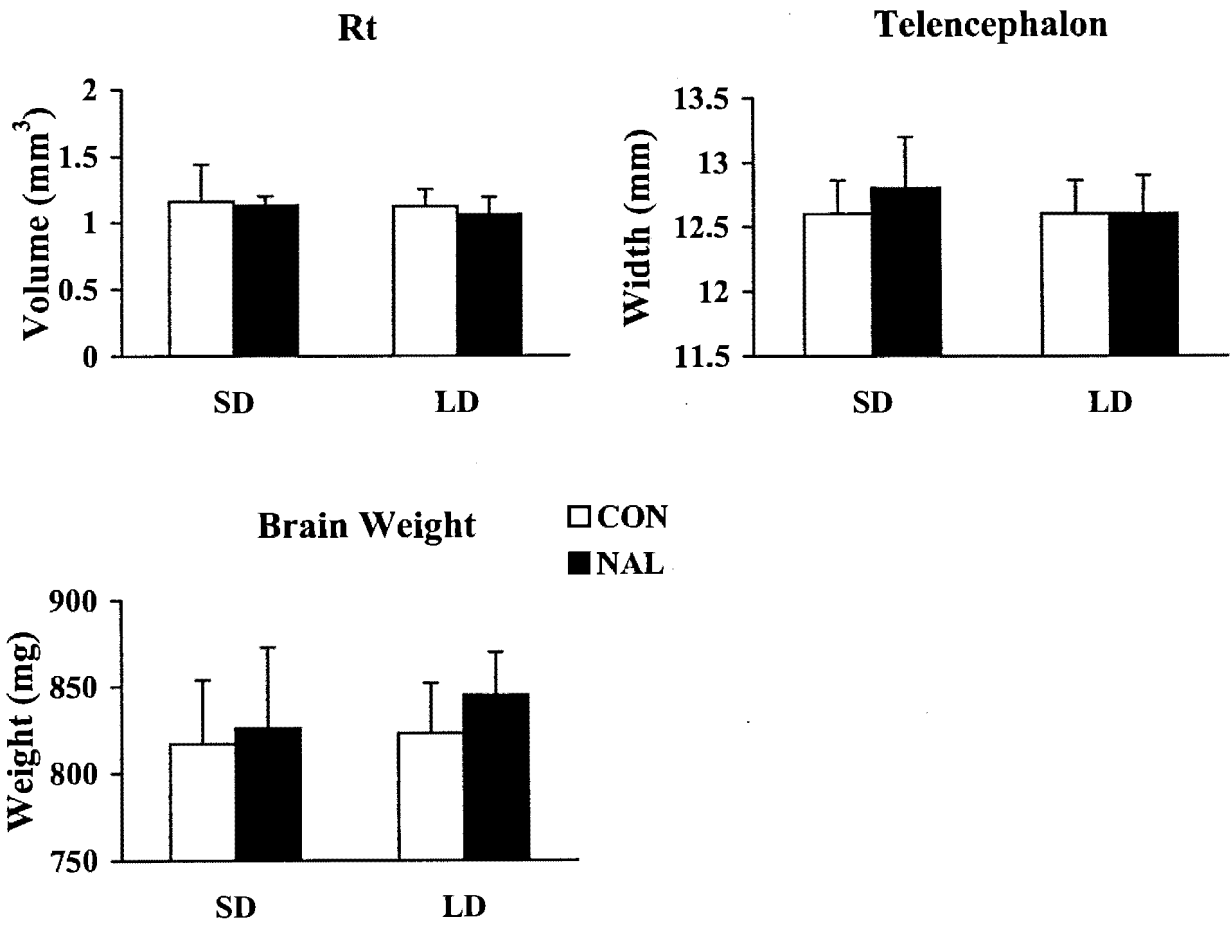 Rt
Volume (mm³)
2
1.5
1
0.5
0
SD LD
Telencephalon
Width (mm)
13.5
13
12.5
12
11.5
SD LD
Brain Weight
CON
NAL
Weight (mg)
900
850
800
750
SD LD